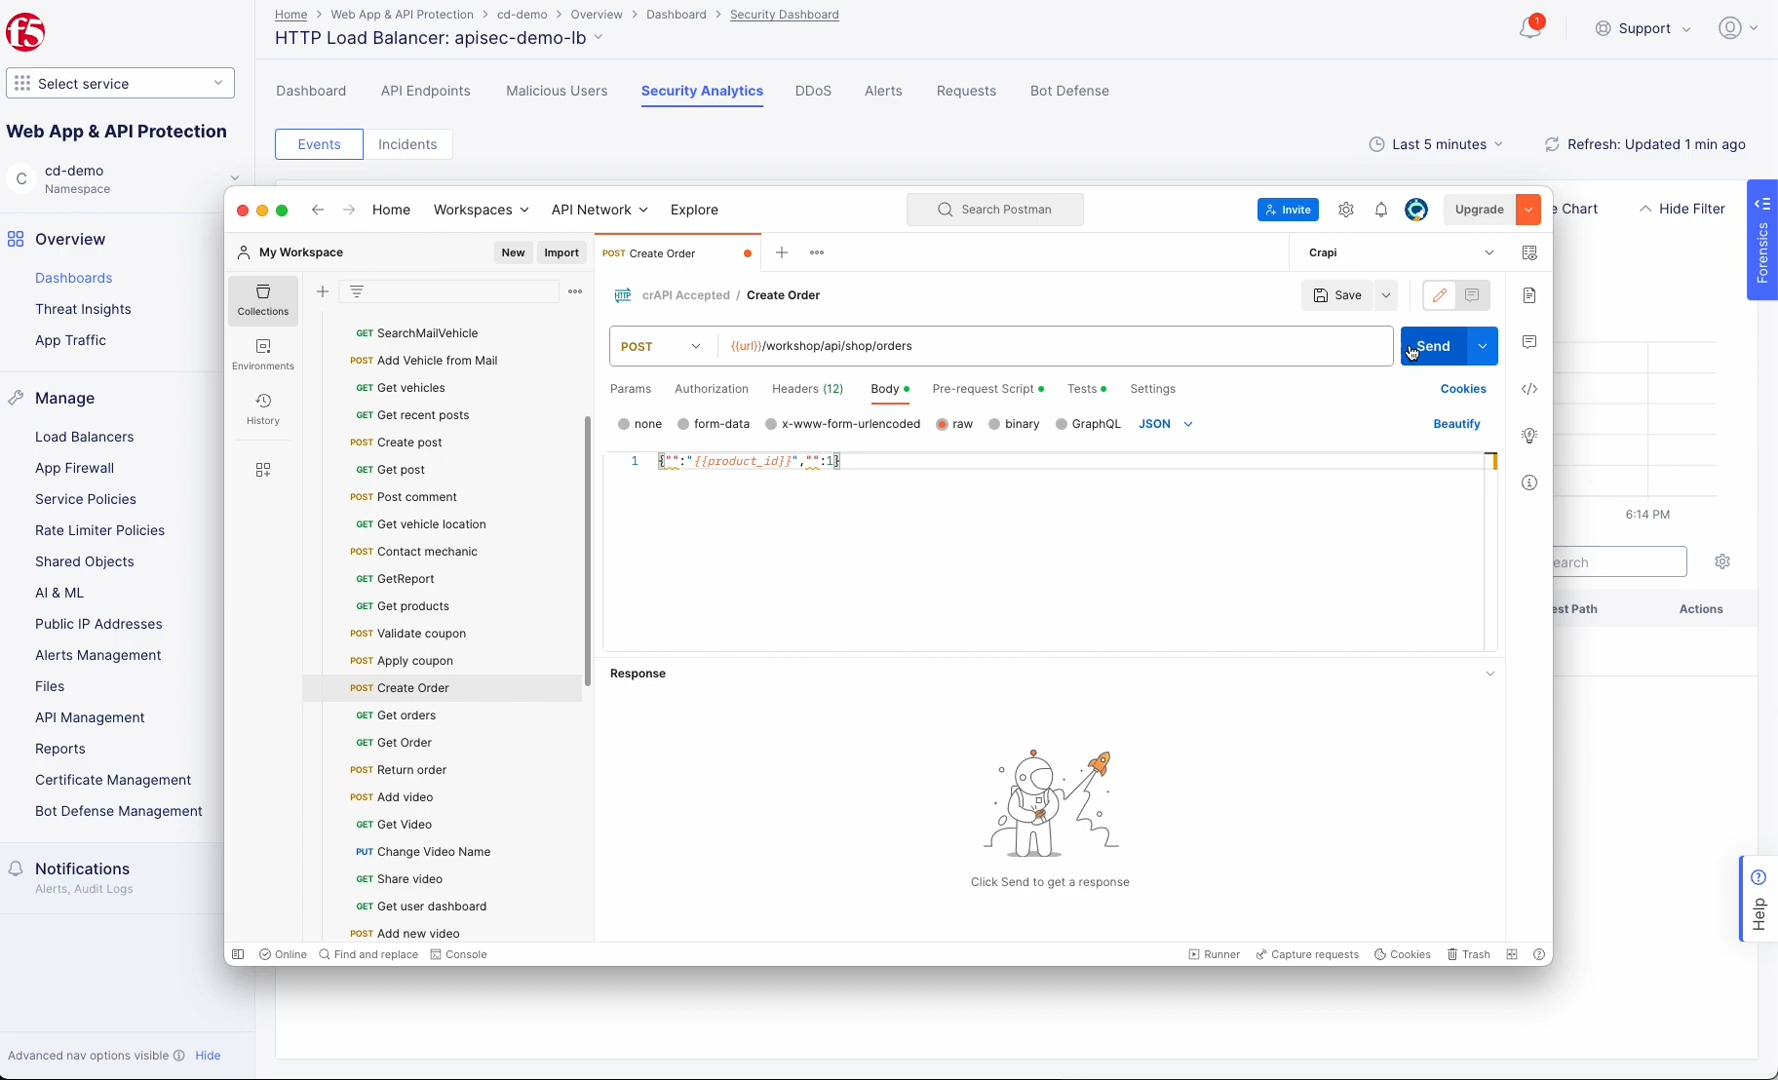 f5
Home > Web App & API Protection > cd-demo > Overview > Dashboard > Security Dashboard
HTTP Load Balancer: apisec-demo-lb
1
Support
Select service
Dashboard API Endpoints Malicious Users Security Analytics DDoS Alerts Requests Bot Defense
Web App & API Protection
Events Incidents
Last 5 minutes
Refresh: Updated 1 min ago
C
cd-demo
Namespace
Overview
Dashboards
Threat Insights
App Traffic
Manage
Load Balancers
App Firewall
Service Policies
Rate Limiter Policies
Shared Objects
AI & ML
Public IP Addresses
Alerts Management
Files
API Management
Reports
Certificate Management
Bot Defense Management
Notifications
Alerts, Audit Logs
Advanced nav options visible Hide
Home Workspaces API Network Explore
Search Postman
Invite
Upgrade
My Workspace
New Import
POST Create Order
Crapi
Collections
Environments
History
GET SearchMailVehicle
POST Add Vehicle from Mail
GET Get vehicles
GET Get recent posts
POST Create post
GET Get post
POST Post comment
GET Get vehicle location
POST Contact mechanic
GET GetReport
GET Get products
POST Validate coupon
POST Apply coupon
POST Create Order
GET Get orders
GET Get Order
POST Return order
POST Add video
GET Get Video
PUT Change Video Name
GET Share video
GET Get user dashboard
POST Add new video
HTTP crAPI Accepted / Create Order
Save
POST {{url}}/workshop/api/shop/orders
Send
Params Authorization Headers (12) Body Pre-request Script Tests Settings
Cookies
none form-data x-www-form-urlencoded raw binary GraphQL JSON
Beautify
1 {"":"{{product_id}}","":1}
Response
Click Send to get a response
Online Find and replace Console
Runner Capture requests Cookies Trash
e Chart
Hide Filter
Forensics
6:14 PM
earch
est Path Actions
Help